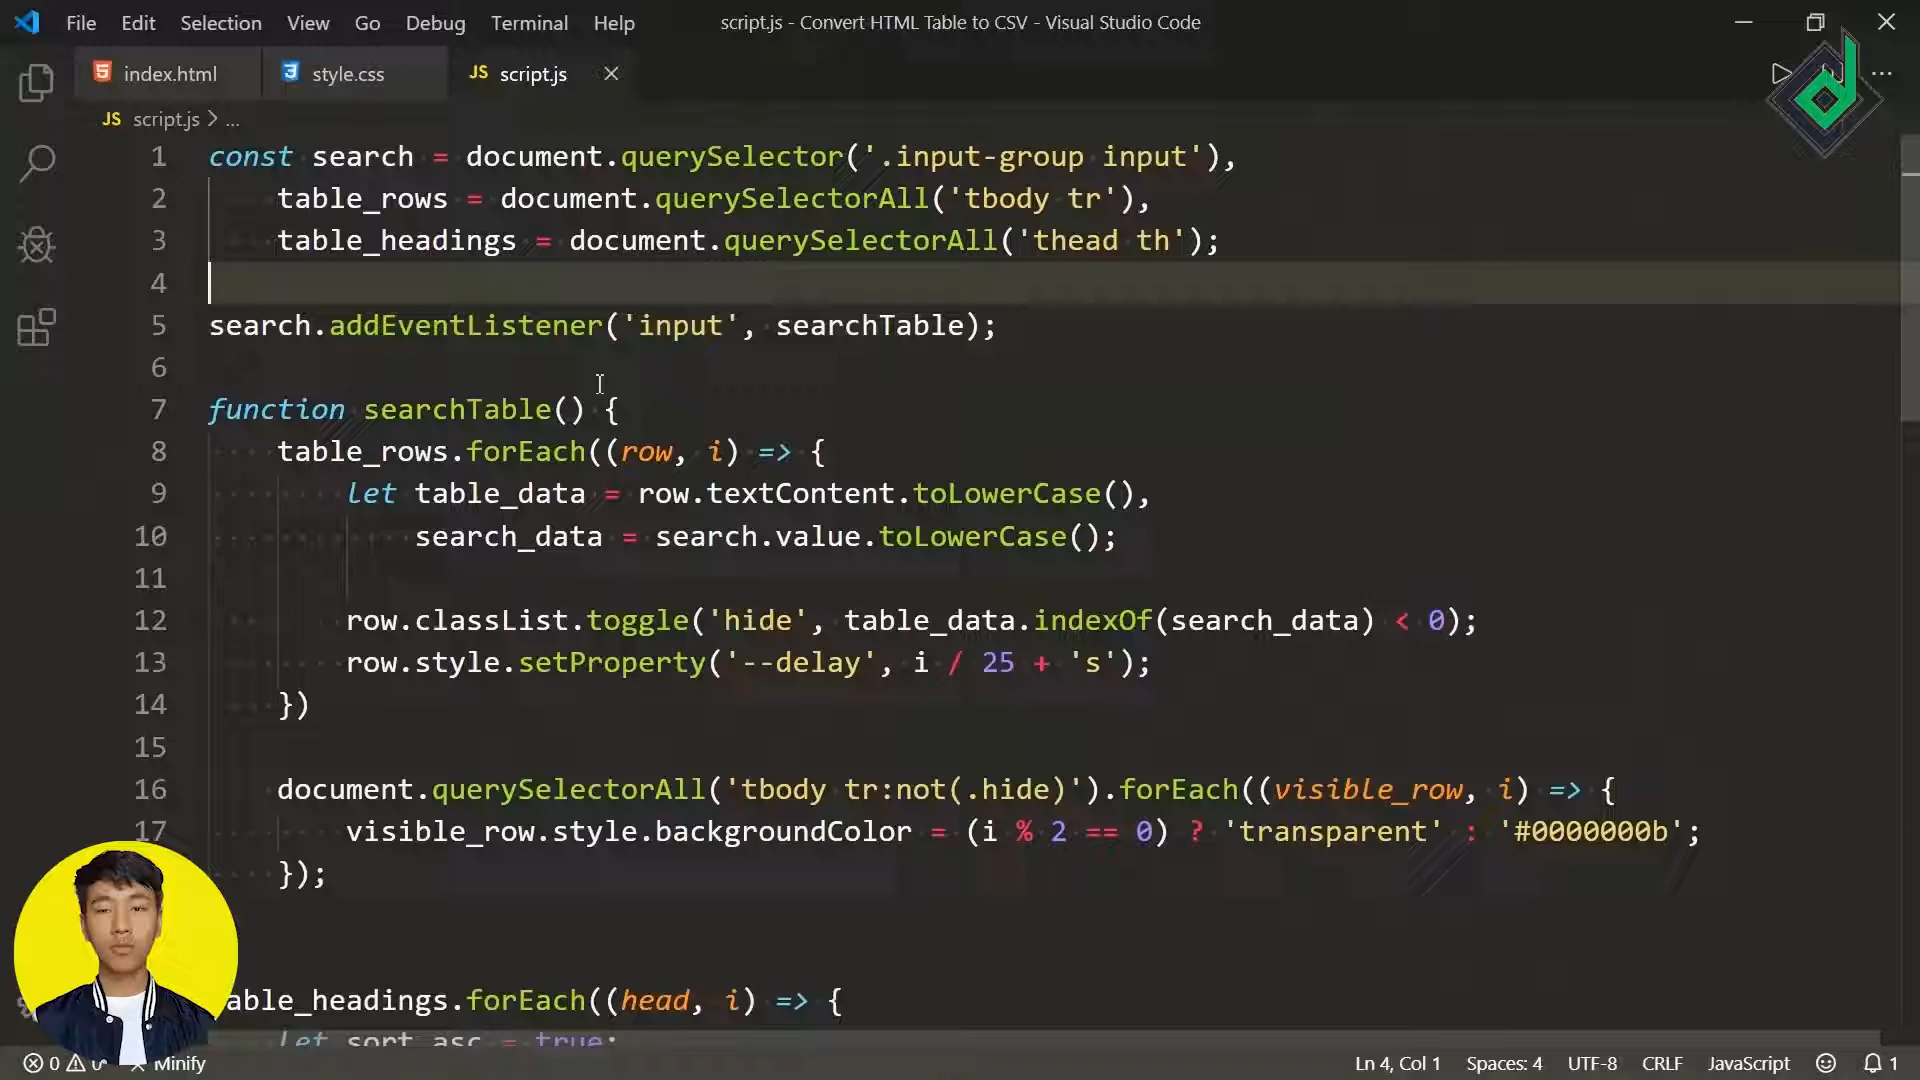 File Edit Selection View Go Debug Terminal Help script.js - Convert HTML Table to CSV - Visual Studio Code
index.html style.css JS script.js
JS script.js > ...
1 const search = document.querySelector('.input-group input'),
2 table_rows = document.querySelectorAll('tbody tr'),
3 table_headings = document.querySelectorAll('thead th');
4
5 search.addEventListener('input', searchTable);
6
7 function searchTable() {
8 table_rows.forEach((row, i) => {
9 let table_data = row.textContent.toLowerCase(),
10 search_data = search.value.toLowerCase();
11
12 row.classList.toggle('hide', table_data.indexOf(search_data) < 0);
13 row.style.setProperty('--delay', i / 25 + 's');
14 })
15
16 document.querySelectorAll('tbody tr:not(.hide)').forEach((visible_row, i) => {
17 visible_row.style.backgroundColor = (i % 2 == 0) ? 'transparent' : '#0000000b';
});
able_headings.forEach((head, i) => {
let sort_asc = true;
0 Minify Ln 4, Col 1 Spaces: 4 UTF-8 CRLF JavaScript 1